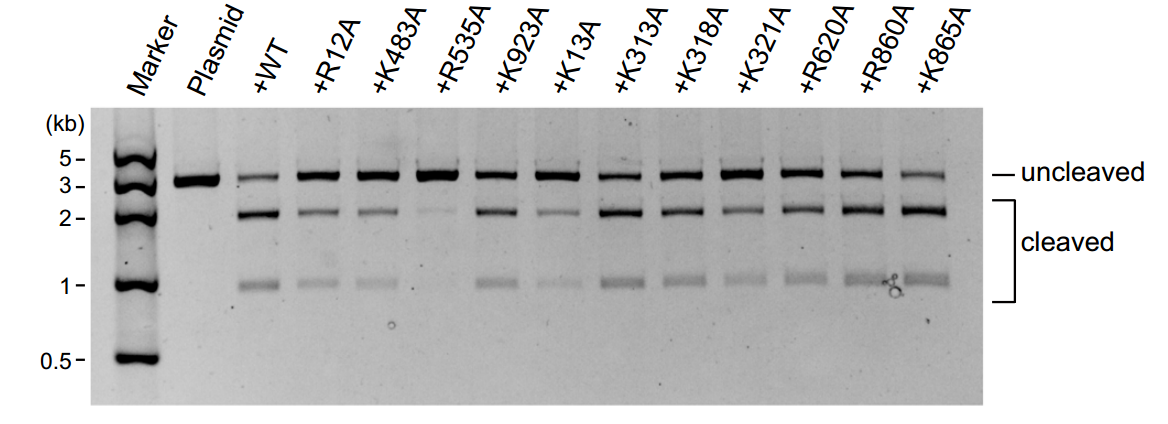 Marker
Plasmid
+WT
+R12A
+K483A
+R535A
+K923A
+K13A
+K313A
+K318A
+K321A
+R620A
+R860A
+K865A
(kb)
5
3
2
1
0.5
uncleaved
cleaved